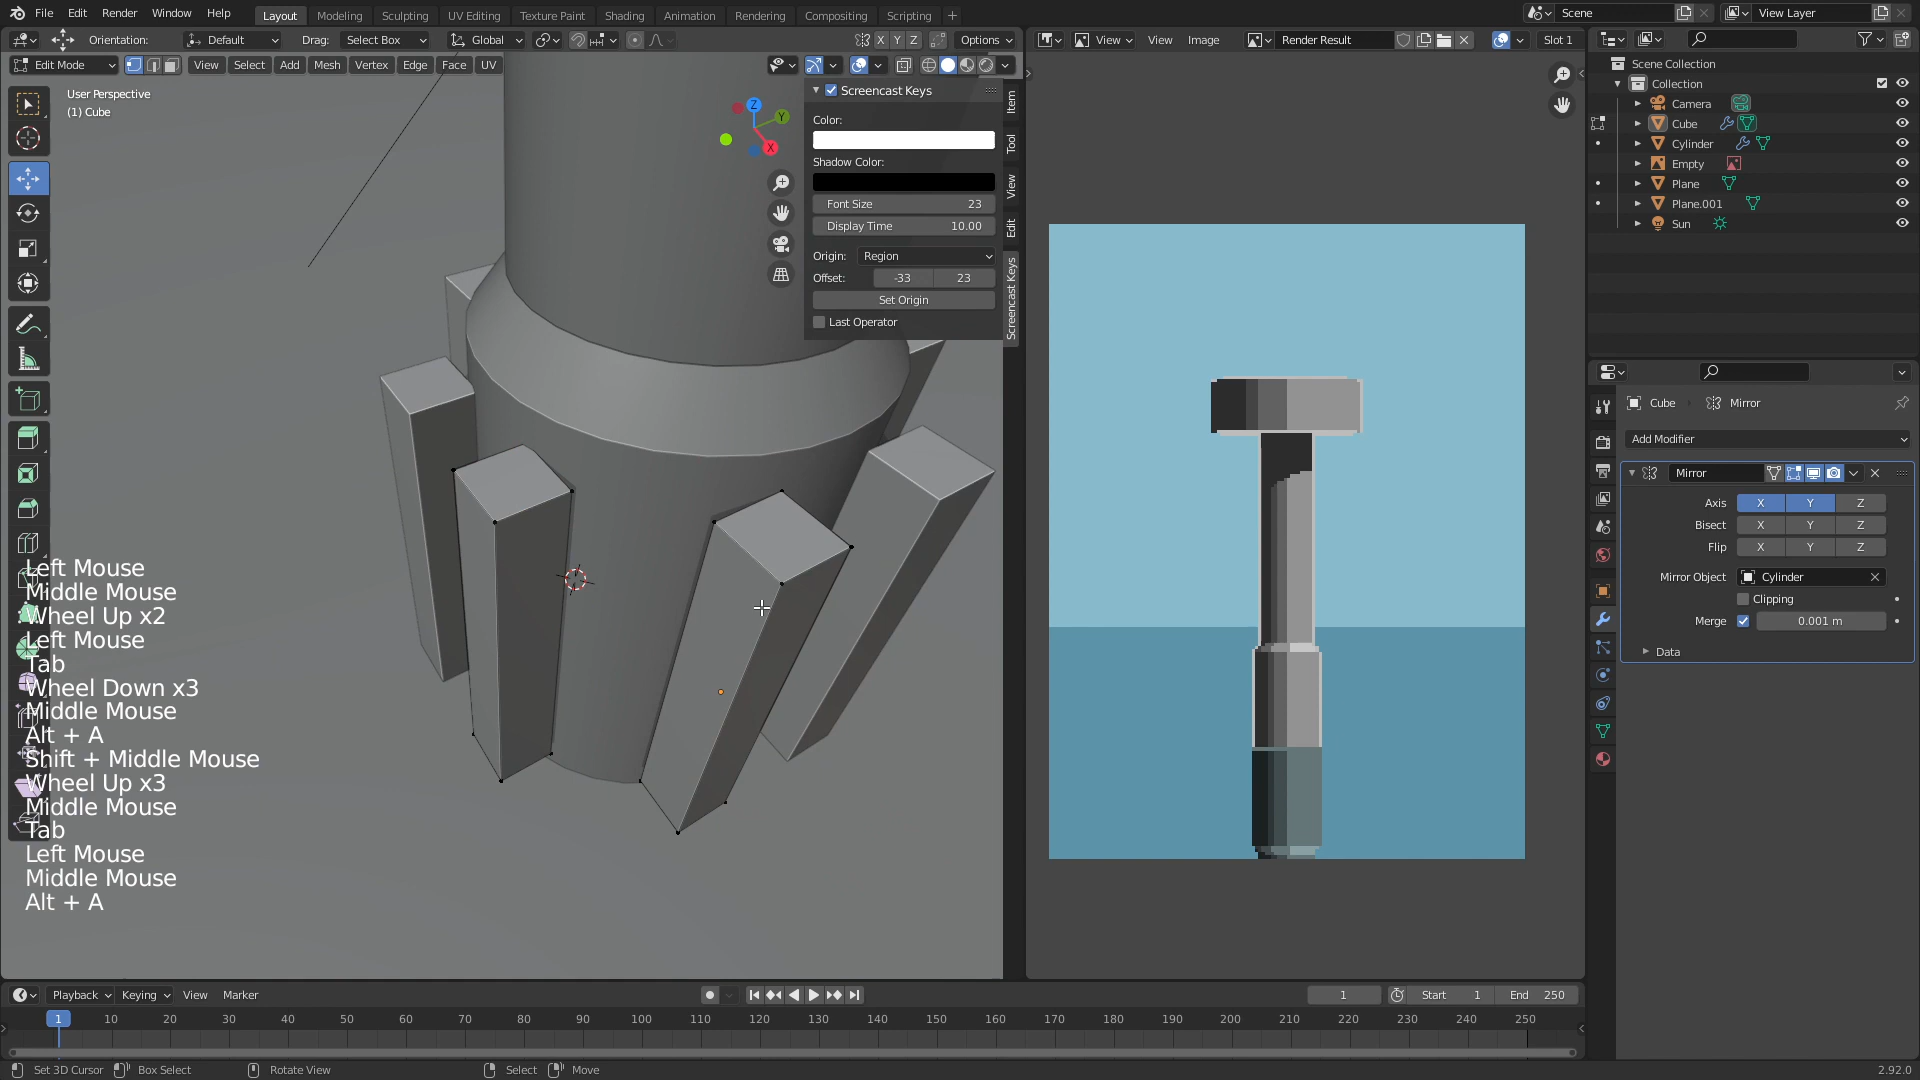 File Edit Render Window Help Layout Modeling Sculpting UV Editing Texture Paint Shading Animation Rendering Compositing Scripting + Scene View Layer
Orientation: Default Drag: Select Box Global X Y Z Options View View Image Render Result Slot 1
Edit Mode View Select Add Mesh Vertex Edge Face UV
User Perspective
(1) Cube
Screencast Keys
Color:
Shadow Color:
Font Size 23
Display Time 10.00
Origin: Region
Offset: -33 23
Set Origin
Last Operator
Z
Y
X
Item
Tool
View
Edit
Screencast Keys
Scene Collection
Collection
Camera
Cube
Cylinder
Empty
Plane
Plane.001
Sun
Cube Mirror
Add Modifier
Mirror
Axis X Y Z
Bisect X Y Z
Flip X Y Z
Mirror Object Cylinder
Clipping
Merge 0.001 m
Data
Left Mouse
Middle Mouse
Wheel Up x2
Left Mouse
Tab
Wheel Down x3
Middle Mouse
Alt + A
Shift + Middle Mouse
Wheel Up x3
Middle Mouse
Tab
Left Mouse
Middle Mouse
Alt + A
Playback Keying View Marker 1 Start 1 End 250
1 10 20 30 40 50 60 70 80 90 100 110 120 130 140 150 160 170 180 190 200 210 220 230 240 250
Set 3D Cursor Box Select Rotate View Select Move 2.92.0